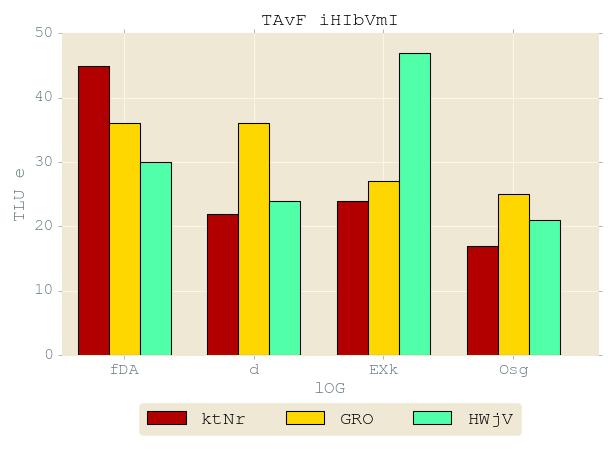 TAvF iHIbVmI
50
40
30
20
10
0
TLU e
fDA d EXk Osg
lOG
ktNr GRO HWjV